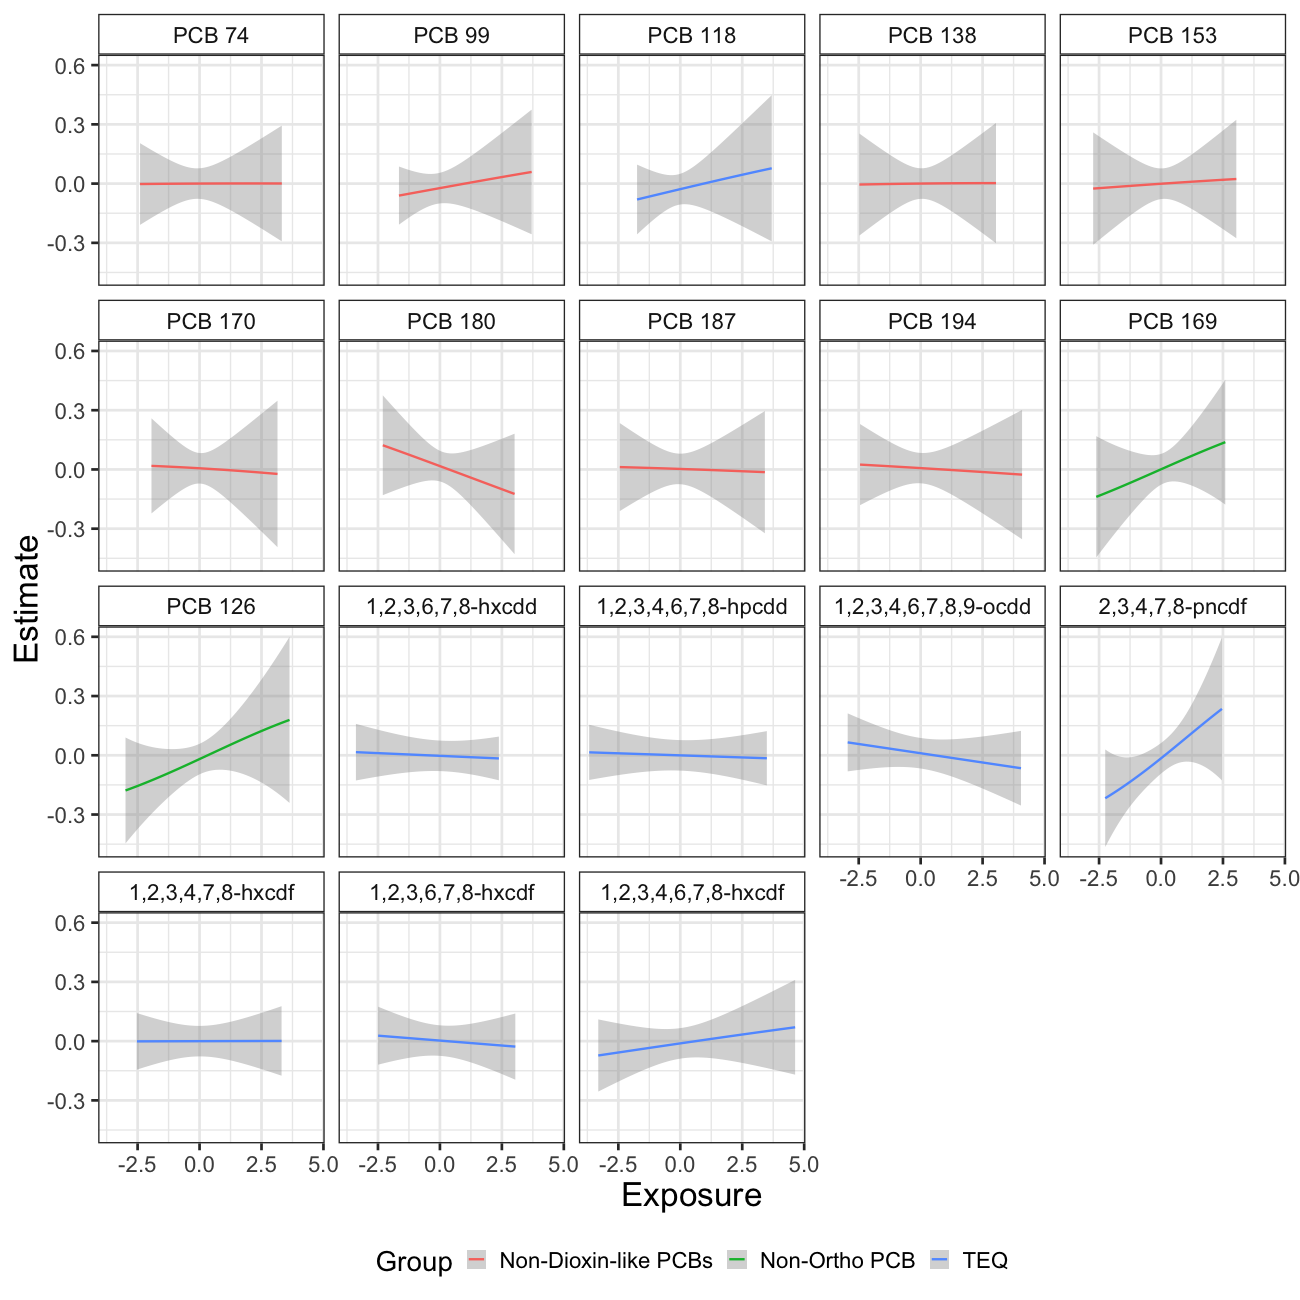 PCB 74 PCB 99 PCB 118 PCB 138 PCB 153
0.6
0.3
0.0
-0.3
PCB 170 PCB 180 PCB 187 PCB 194 PCB 169
0.6
0.3
0.0
-0.3
Estimate
PCB 126 1,2,3,6,7,8-hxcdd 1,2,3,4,6,7,8-hpcdd 1,2,3,4,6,7,8,9-ocdd 2,3,4,7,8-pncdf
0.6
0.3
0.0
-0.3
-2.5 0.0 2.5 5.0 -2.5 0.0 2.5 5.0
1,2,3,4,7,8-hxcdf 1,2,3,6,7,8-hxcdf 1,2,3,4,6,7,8-hxcdf
0.6
0.3
0.0
-0.3
-2.5 0.0 2.5 5.0 -2.5 0.0 2.5 5.0 -2.5 0.0 2.5 5.0
Exposure
Group Non-Dioxin-like PCBs Non-Ortho PCB TEQ